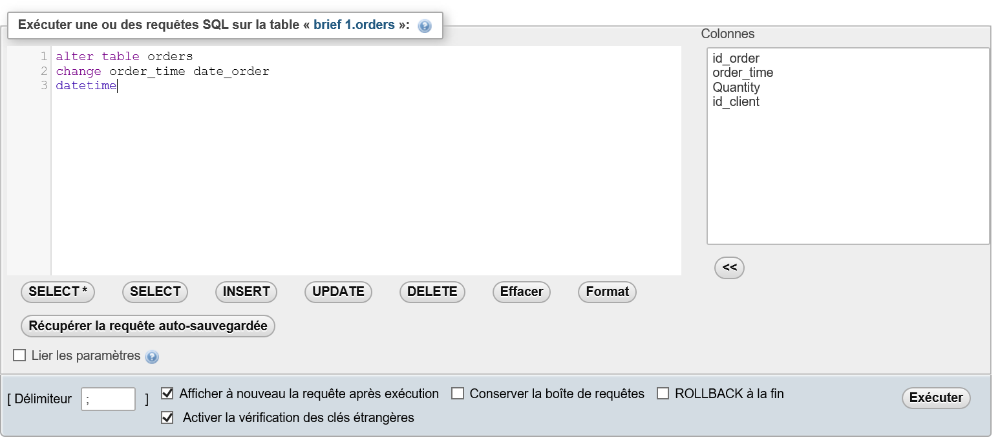 Exécuter une ou des requêtes SQL sur la table « brief 1.orders »:
Colonnes
1 alter table orders
2 change order_time date_order
3 datetime
id_order
order_time
Quantity
id_client
<<
SELECT * SELECT INSERT UPDATE DELETE Effacer Format
Récupérer la requête auto-sauvegardée
Lier les paramètres
[ Délimiteur ; ] Afficher à nouveau la requête après exécution Conserver la boîte de requêtes ROLLBACK à la fin Exécuter
Activer la vérification des clés étrangères